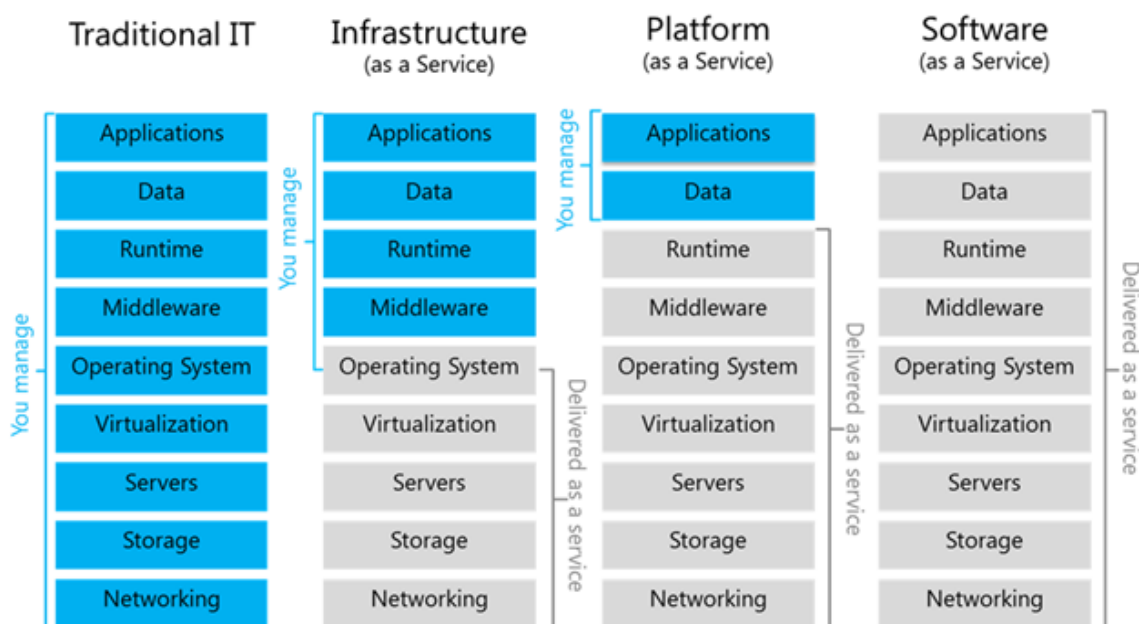 Traditional IT
Infrastructure
(as a Service)
Platform
(as a Service)
Software
(as a Service)
You manage
Applications
Data
Runtime
Middleware
Operating System
Virtualization
Servers
Storage
Networking
You manage
Applications
Data
Runtime
Middleware
Operating System
Virtualization
Servers
Storage
Networking
Delivered as a service
You manage
Applications
Data
Runtime
Middleware
Operating System
Virtualization
Servers
Storage
Networking
Delivered as a service
Applications
Data
Runtime
Middleware
Operating System
Virtualization
Servers
Storage
Networking
Delivered as a service